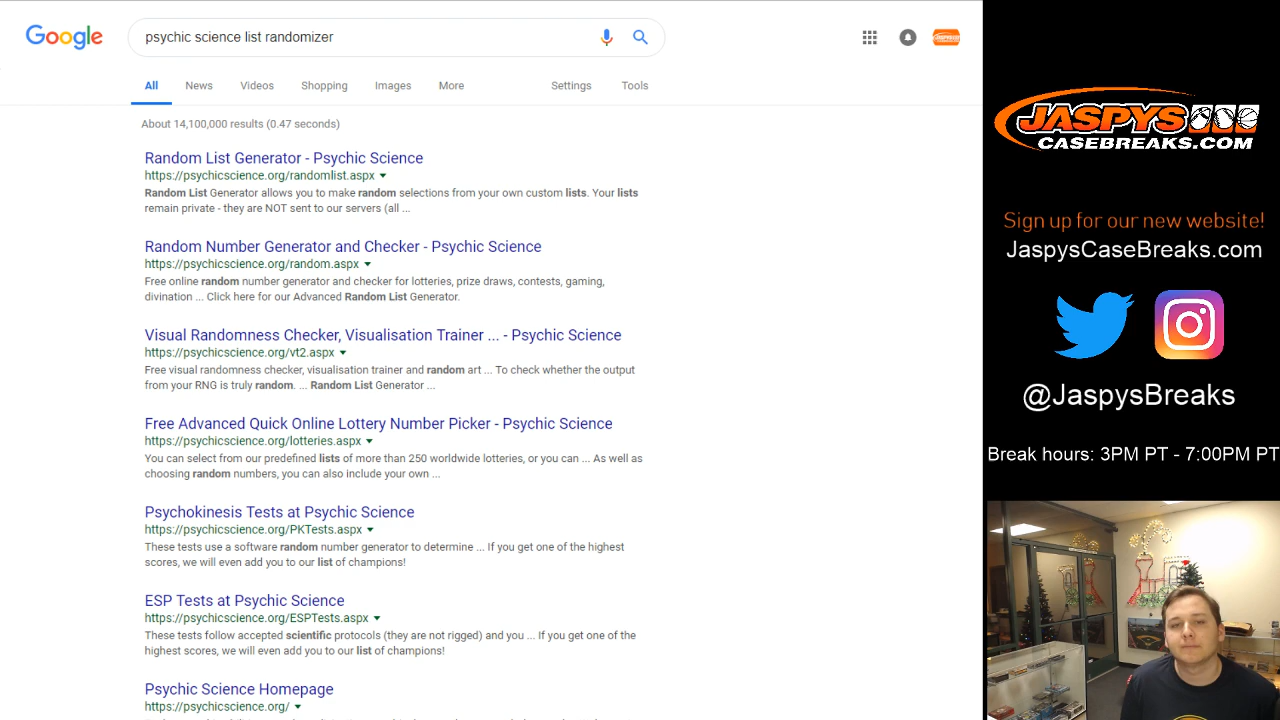 Google
psychic science list randomizer
All News Videos Shopping Images More Settings Tools
About 14,100,000 results (0.47 seconds)
Random List Generator - Psychic Science
https://psychicscience.org/randomlist.aspx
Random List Generator allows you to make random selections from your own custom lists. Your lists
remain private - they are NOT sent to our servers (all ...
Random Number Generator and Checker - Psychic Science
https://psychicscience.org/random.aspx
Free online random number generator and checker for lotteries, prize draws, contests, gaming,
divination ... Click here for our Advanced Random List Generator.
Visual Randomness Checker, Visualisation Trainer ... - Psychic Science
https://psychicscience.org/vt2.aspx
Free visual randomness checker, visualisation trainer and random art ... To check whether the output
from your RNG is truly random. ... Random List Generator ...
Free Advanced Quick Online Lottery Number Picker - Psychic Science
https://psychicscience.org/lotteries.aspx
You can select from our predefined lists of more than 250 worldwide lotteries, or you can ... As well as
choosing random numbers, you can also include your own ...
Psychokinesis Tests at Psychic Science
https://psychicscience.org/PKTests.aspx
These tests use a software random number generator to determine ... If you get one of the highest
scores, we will even add you to our list of champions!
ESP Tests at Psychic Science
https://psychicscience.org/ESPTests.aspx
These tests follow accepted scientific protocols (they are not rigged) and you ... If you get one of the
highest scores, we will even add you to our list of champions!
Psychic Science Homepage
https://psychicscience.org/
JASPYS
CASEBREAKS.COM
Sign up for our new website!
JaspysCaseBreaks.com
@JaspysBreaks
Break hours: 3PM PT - 7:00PM PT